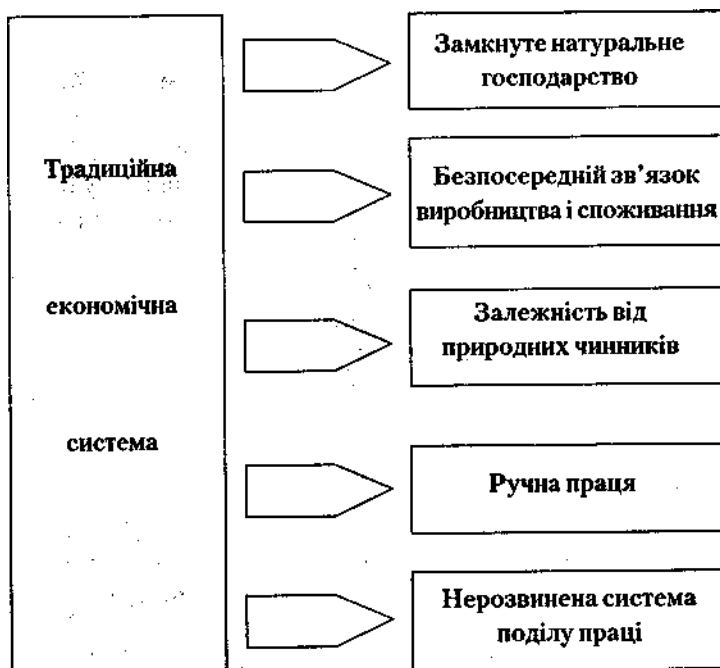 Традиційна
економічна
система
Замкнуте натуральне
господарство
Безпосередній зв’язок
виробництва і споживання
Залежність від
природних чинників
Ручна праця
Нерозвинена система
поділу праці